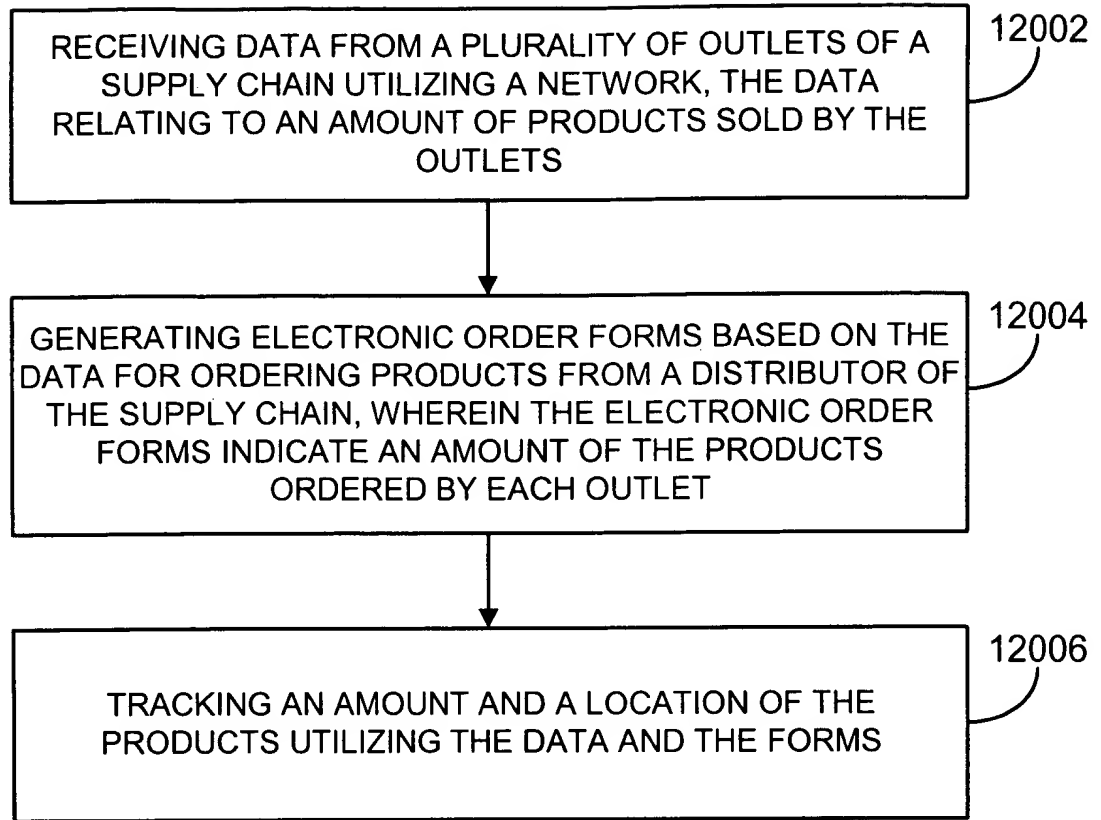 RECEIVING DATA FROM A PLURALITY OF OUTLETS OF A
SUPPLY CHAIN UTILIZING A NETWORK, THE DATA
RELATING TO AN AMOUNT OF PRODUCTS SOLD BY THE
OUTLETS
12002
GENERATING ELECTRONIC ORDER FORMS BASED ON THE
DATA FOR ORDERING PRODUCTS FROM A DISTRIBUTOR OF
THE SUPPLY CHAIN, WHEREIN THE ELECTRONIC ORDER
FORMS INDICATE AN AMOUNT OF THE PRODUCTS
ORDERED BY EACH OUTLET
12004
TRACKING AN AMOUNT AND A LOCATION OF THE
PRODUCTS UTILIZING THE DATA AND THE FORMS
12006